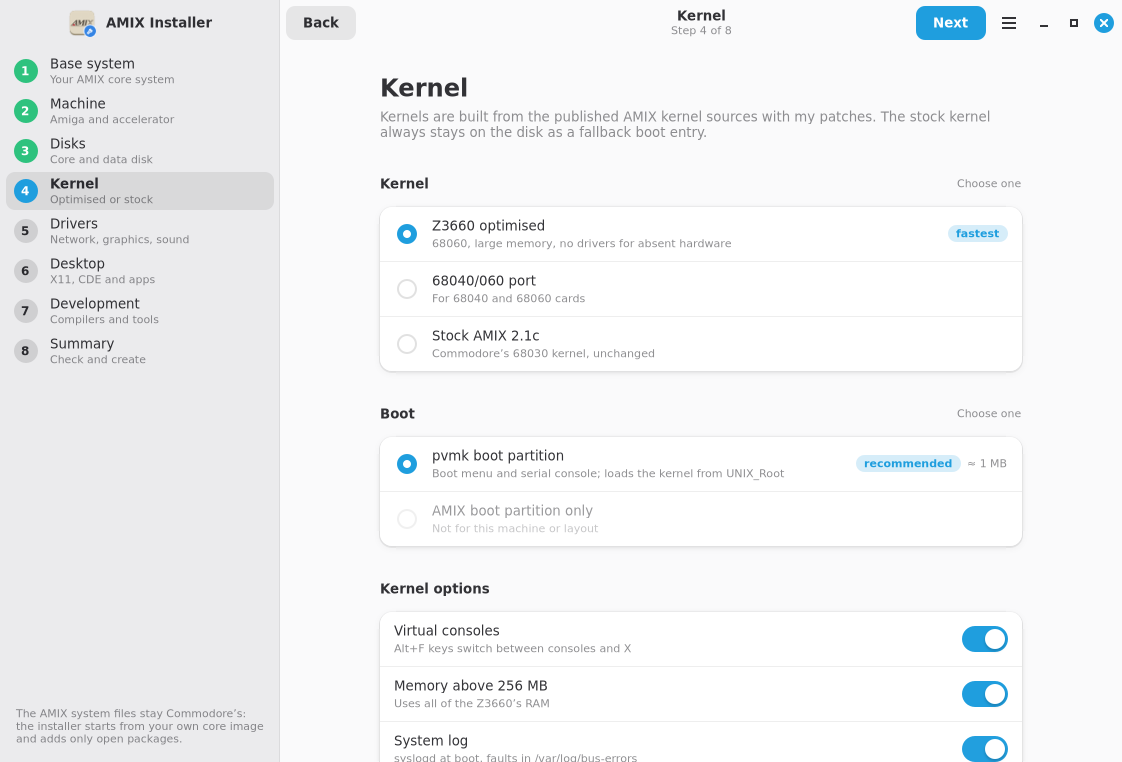 AMIX Installer
1
Base system
Your AMIX core system
2
Machine
Amiga and accelerator
3
Disks
Core and data disk
4
Kernel
Optimised or stock
5
Drivers
Network, graphics, sound
6
Desktop
X11, CDE and apps
7
Development
Compilers and tools
8
Summary
Check and create
The AMIX system files stay Commodore’s:
the installer starts from your own core image
and adds only open packages.
Back
Kernel
Step 4 of 8
Next
Kernel
Kernels are built from the published AMIX kernel sources with my patches. The stock kernel
always stays on the disk as a fallback boot entry.
Kernel
Choose one
Z3660 optimised
68060, large memory, no drivers for absent hardware
fastest
68040/060 port
For 68040 and 68060 cards
Stock AMIX 2.1c
Commodore’s 68030 kernel, unchanged
Boot
Choose one
pvmk boot partition
Boot menu and serial console; loads the kernel from UNIX_Root
recommended ≈ 1 MB
AMIX boot partition only
Not for this machine or layout
Kernel options
Virtual consoles
Alt+F keys switch between consoles and X
Memory above 256 MB
Uses all of the Z3660’s RAM
System log
syslogd at boot, faults in /var/log/bus-errors